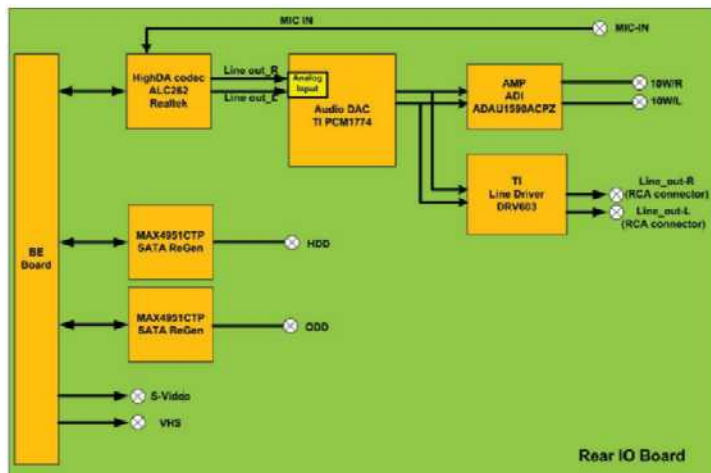 MIC IN
MIC-IN
HighDA codec
ALC262
Realtek
Line out_R
Line out_L
Analog
Input
Audio DAC
TI PCM1774
AMP
ADI
ADAU1590ACPZ
10W/R
10W/L
TI
Line Driver
DRV603
Line_out-R
(RCA connector)
Line_out-L
(RCA connector)
BE
Board
MAX4951CTP
SATA ReGen
HDD
MAX4951CTP
SATA ReGen
ODD
S-Video
VHS
Rear IO Board